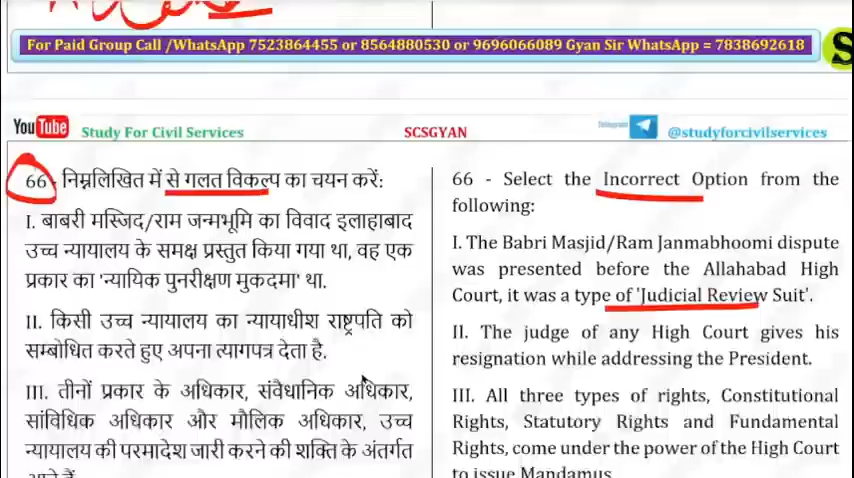 For Paid Group Call /WhatsApp 7523864455 or 8564880530 or 9696066089 Gyan Sir WhatsApp = 7838692618
S
YouTube Study For Civil Services
SCSGYAN
Telegram @studyforcivilservices
66 - निम्नलिखित में से गलत विकल्प का चयन करें:
I. बाबरी मस्जिद/राम जन्मभूमि का विवाद इलाहाबाद
उच्च न्यायालय के समक्ष प्रस्तुत किया गया था, वह एक
प्रकार का 'न्यायिक पुनरीक्षण मुकदमा' था.
II. किसी उच्च न्यायालय का न्यायाधीश राष्ट्रपति को
सम्बोधित करते हुए अपना त्यागपत्र देता है.
III. तीनों प्रकार के अधिकार, संवैधानिक अधिकार,
सांविधिक अधिकार और मौलिक अधिकार, उच्च
न्यायालय की परमादेश जारी करने की शक्ति के अंतर्गत
आते हैं.
66 - Select the Incorrect Option from the
following:
I. The Babri Masjid/Ram Janmabhoomi dispute
was presented before the Allahabad High
Court, it was a type of 'Judicial Review Suit'.
II. The judge of any High Court gives his
resignation while addressing the President.
III. All three types of rights, Constitutional
Rights, Statutory Rights and Fundamental
Rights, come under the power of the High Court
to issue Mandamus.